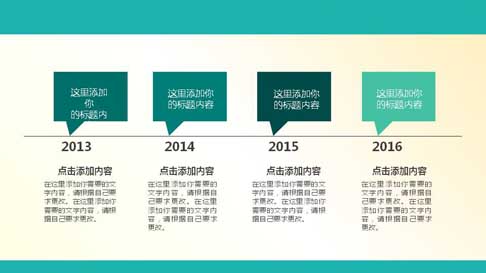 这里添加
你
的标题内
这里添加你
的标题内容
这里添加你
的标题内容
这里添加你
的标题内容
2013
2014
2015
2016
点击添加内容
在这里添加你需要的文
字内容，请根据自己要
求更改。在这里添加你
需要的文字内容，请根
据自己要求更改。
点击添加内容
在这里添加你需要的
文字内容，请根据自
己要求更改。在这里
添加你需要的文字内
容，请根据自己要求
更改。
点击添加内容
在这里添加你需要的文
字内容，请根据自己要
求更改。在这里添加你
需要的文字内容，请根
据自己要求更改。
点击添加内容
在这里添加你需要的
文字内容，请根据自
己要求更改。在这里
添加你需要的文字内
容，请根据自己要求
更改。